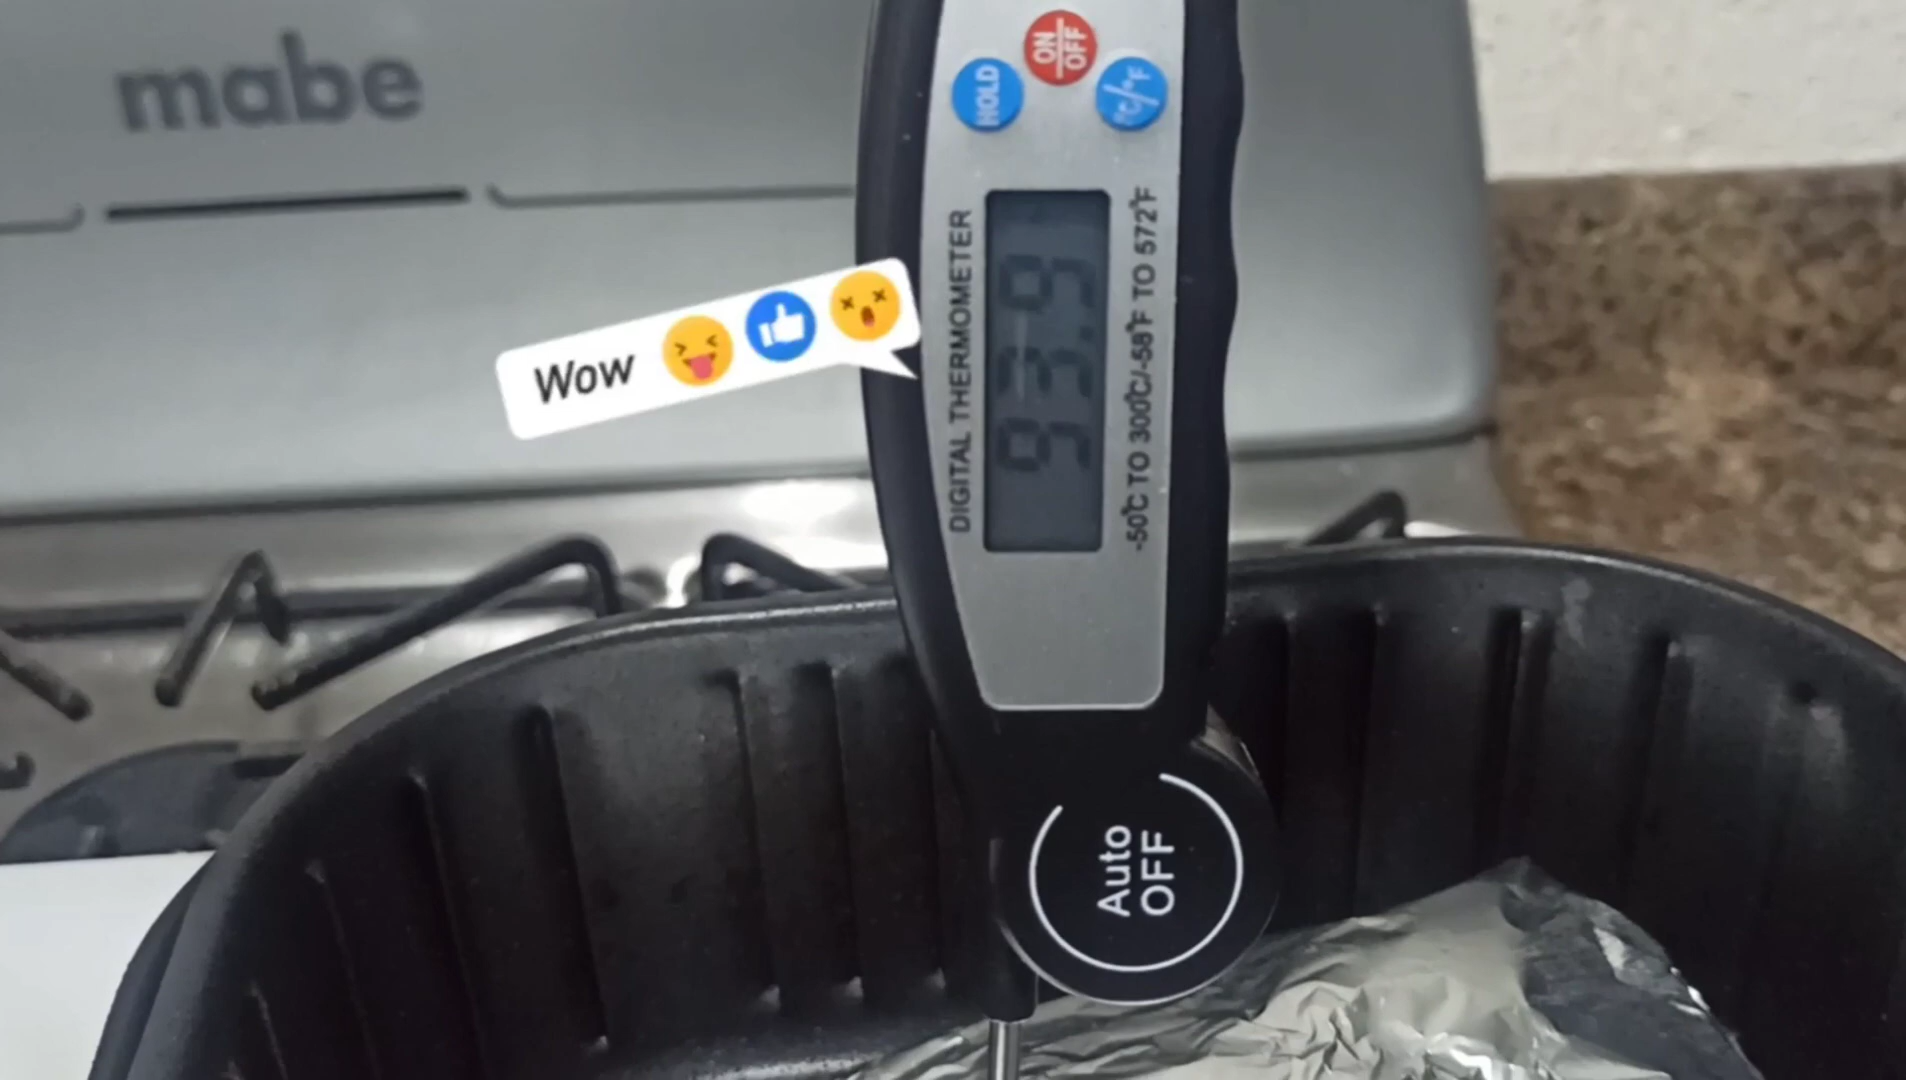 mabe
HOLD
ON
OFF
°C/°F
DIGITAL THERMOMETER
93.9
-50℃ TO 300℃/-58℉ TO 572℉
Wow 😝 👍 😵
Auto
OFF